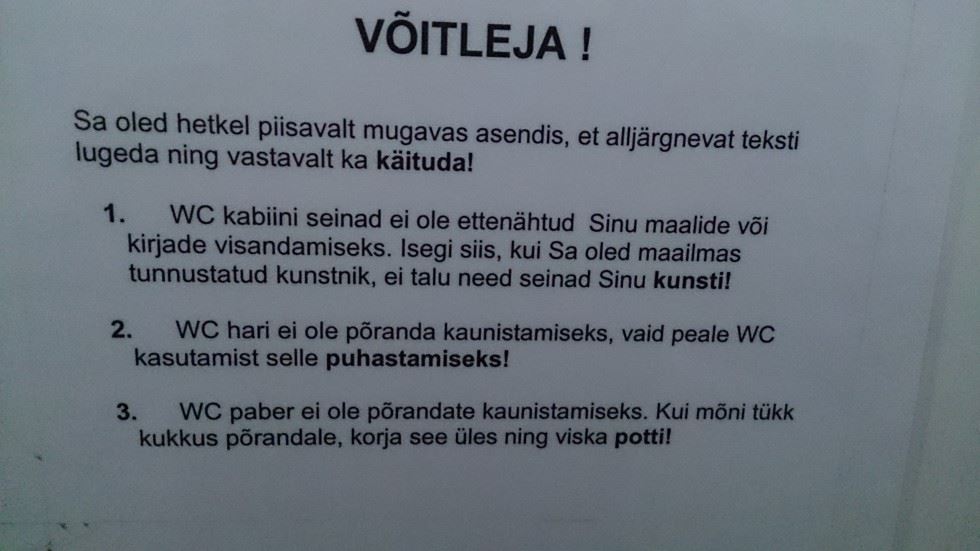 VÕITLEJA !
Sa oled hetkel piisavalt mugavas asendis, et alljärgnevat teksti
lugeda ning vastavalt ka käituda!
1. WC kabiini seinad ei ole ettenähtud Sinu maalide või
kirjade visandamiseks. Isegi siis, kui Sa oled maailmas
tunnustatud kunstnik, ei talu need seinad Sinu kunsti!
2. WC hari ei ole põranda kaunistamiseks, vaid peale WC
kasutamist selle puhastamiseks!
3. WC paber ei ole põrandate kaunistamiseks. Kui mõni tükk
kukkus põrandale, korja see üles ning viska potti!